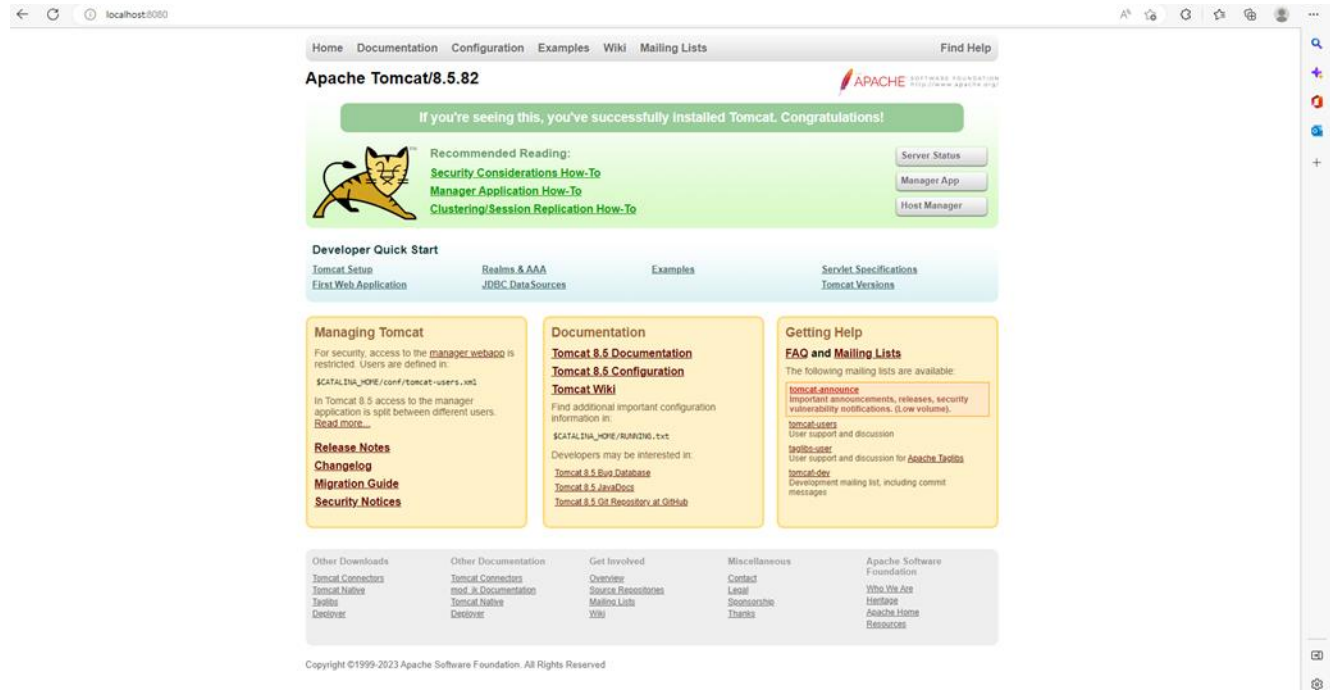 localhost:8080
Home Documentation Configuration Examples Wiki Mailing Lists Find Help
Apache Tomcat/8.5.82
APACHE SOFTWARE FOUNDATION
http://www.apache.org/
If you're seeing this, you've successfully installed Tomcat. Congratulations!
TM
Recommended Reading:
Security Considerations How-To
Manager Application How-To
Clustering/Session Replication How-To
Server Status
Manager App
Host Manager
Developer Quick Start
Tomcat Setup
First Web Application
Realms & AAA
JDBC DataSources
Examples
Servlet Specifications
Tomcat Versions
Managing Tomcat
For security, access to the manager webapp is
restricted. Users are defined in:
$CATALINA_HOME/conf/tomcat-users.xml
In Tomcat 8.5 access to the manager
application is split between different users.
Read more...
Release Notes
Changelog
Migration Guide
Security Notices
Documentation
Tomcat 8.5 Documentation
Tomcat 8.5 Configuration
Tomcat Wiki
Find additional important configuration
information in:
$CATALINA_HOME/RUNNING.txt
Developers may be interested in:
Tomcat 8.5 Bug Database
Tomcat 8.5 JavaDocs
Tomcat 8.5 Git Repository at GitHub
Getting Help
FAQ and Mailing Lists
The following mailing lists are available:
tomcat-announce
Important announcements, releases, security
vulnerability notifications. (Low volume).
tomcat-users
User support and discussion
taglibs-user
User support and discussion for Apache Taglibs
tomcat-dev
Development mailing list, including commit
messages
Other Downloads
Tomcat Connectors
Tomcat Native
Taglibs
Deployer
Other Documentation
Tomcat Connectors
mod_jk Documentation
Tomcat Native
Deployer
Get Involved
Overview
Source Repositories
Mailing Lists
Wiki
Miscellaneous
Contact
Legal
Sponsorship
Thanks
Apache Software
Foundation
Who We Are
Heritage
Apache Home
Resources
Copyright ©1999-2023 Apache Software Foundation. All Rights Reserved